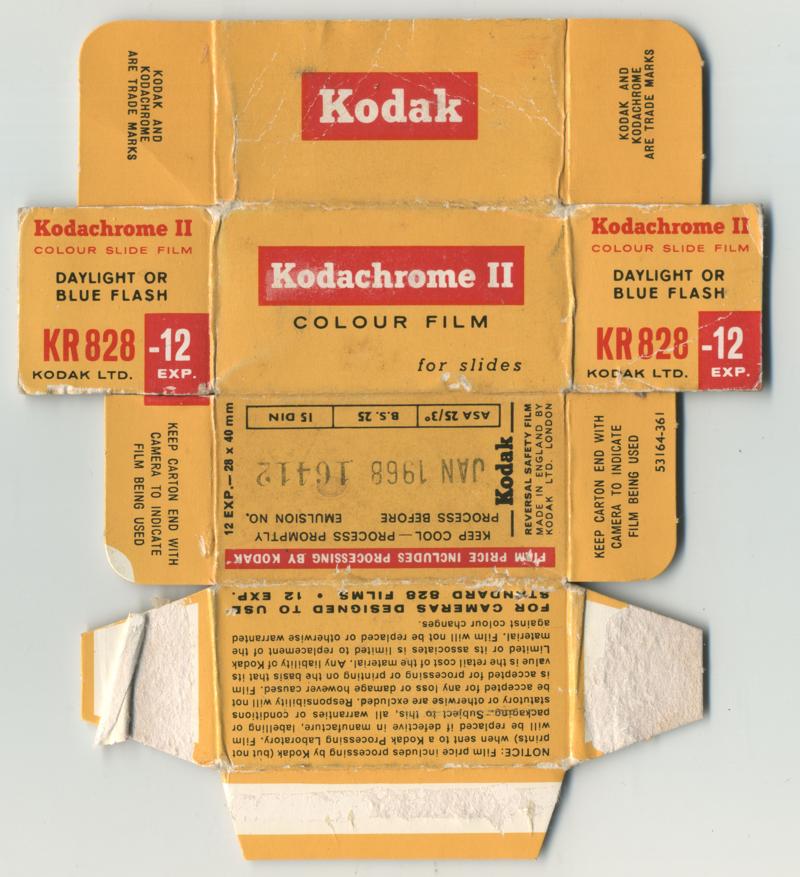 KODAK AND
KODACHROME
ARE TRADE MARKS
Kodak
KODAK AND
KODACHROME
ARE TRADE MARKS
Kodachrome II
COLOUR SLIDE FILM
DAYLIGHT OR
BLUE FLASH
KR 828 -12
KODAK LTD. EXP.
Kodachrome II
COLOUR FILM
for slides
Kodachrome II
COLOUR SLIDE FILM
DAYLIGHT OR
BLUE FLASH
KR 828 -12
KODAK LTD. EXP.
KEEP CARTON END WITH
CAMERA TO INDICATE
FILM BEING USED
12 EXP.—28 x 40 mm
FILM PRICE INCLUDES PROCESSING BY KODAK
KEEP COOL—PROCESS PROMPTLY
PROCESS BEFORE EMULSION NO.
JAN 1968 16412
ASA 25/3° B.S. 25 15 DIN
Kodak
REVERSAL SAFETY FILM
MADE IN ENGLAND BY
KODAK LTD. LONDON
KEEP CARTON END WITH
CAMERA TO INDICATE
FILM BEING USED
53164-361
NOTICE: Film price includes processing by Kodak (but not
prints) when sent to a Kodak Processing Laboratory. Film
will be replaced if defective in manufacture, labelling or
packaging. Subject to this, all warranties or conditions
statutory or otherwise are excluded. Responsibility will not
be accepted for any loss or damage however caused. Film
is accepted for processing or printing on the basis that its
value is the retail cost of the material. Any liability of Kodak
Limited or its associates is limited to replacement of the
material. Film will not be replaced or otherwise warranted
against colour changes.
FOR CAMERAS DESIGNED TO USE
STANDARD 828 FILMS • 12 EXP.